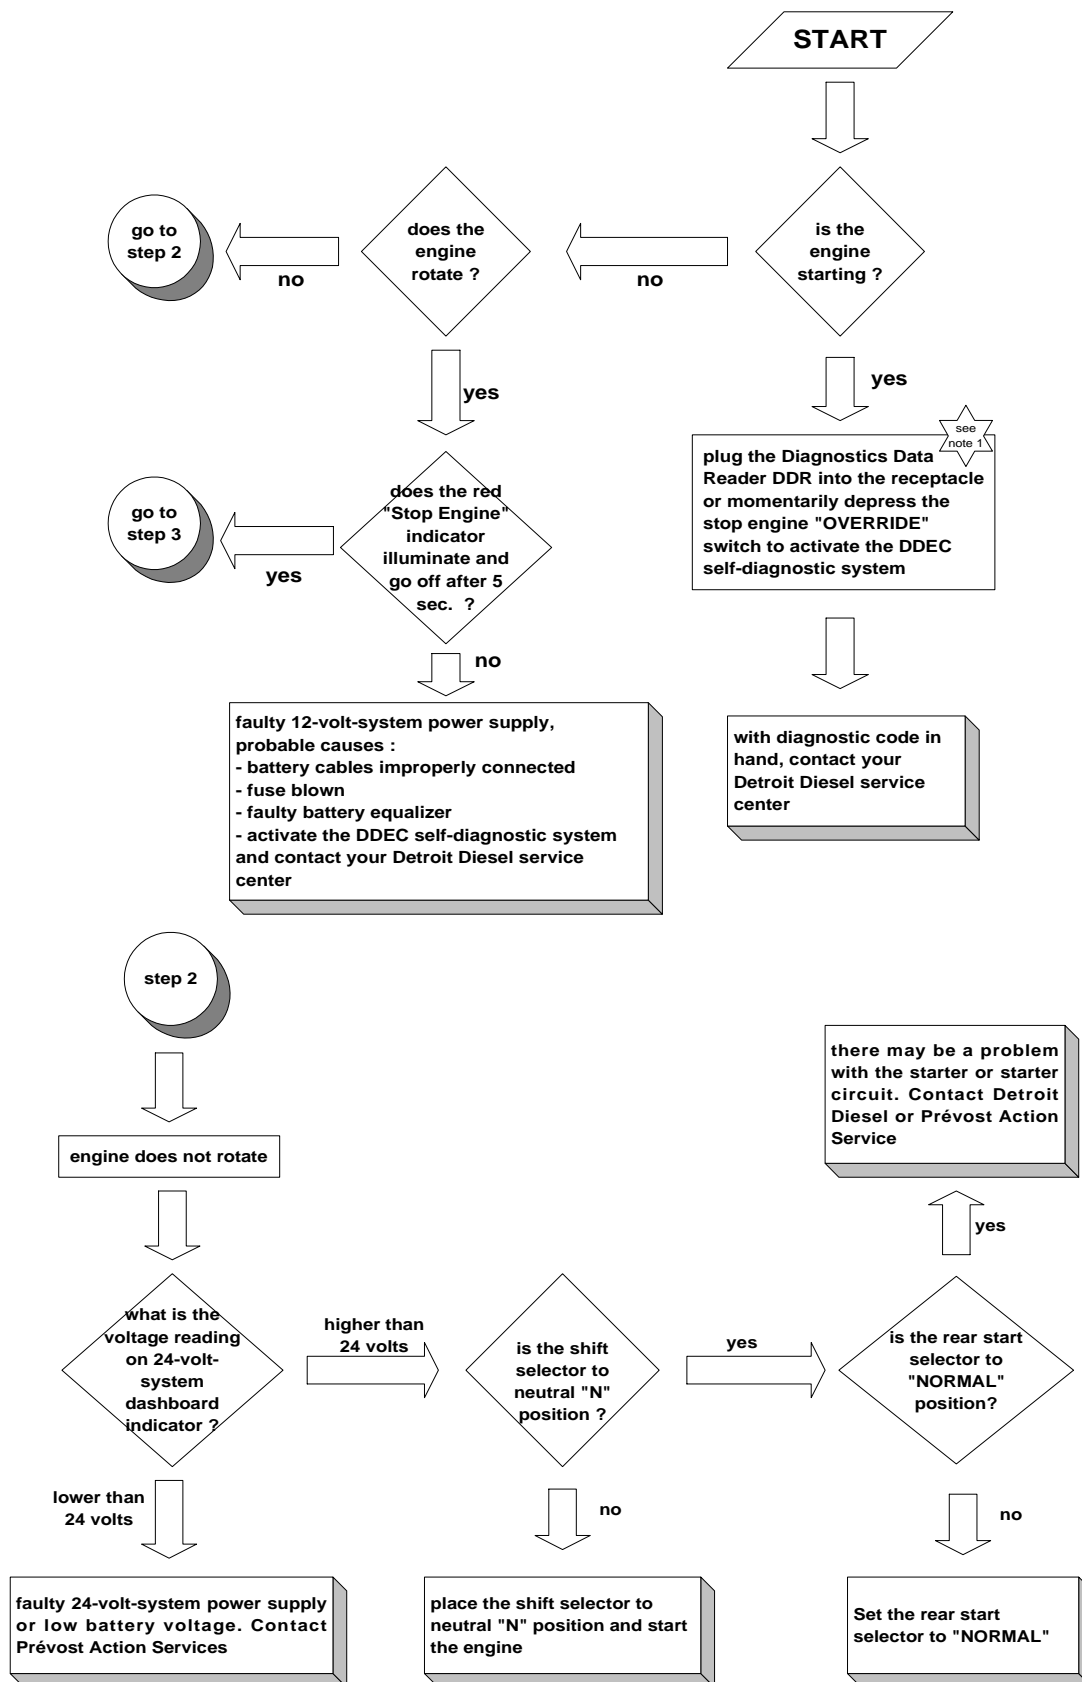 START
is the
engine
starting ?
no
does the
engine
rotate ?
no
go to
step 2
yes
yes
see
note 1
plug the Diagnostics Data
Reader DDR into the receptacle
or momentarily depress the
stop engine "OVERRIDE"
switch to activate the DDEC
self-diagnostic system
does the red
"Stop Engine"
indicator
illuminate and
go off after 5
sec. ?
yes
go to
step 3
no
faulty 12-volt-system power supply,
probable causes :
- battery cables improperly connected
- fuse blown
- faulty battery equalizer
- activate the DDEC self-diagnostic system
and contact your Detroit Diesel service
center
with diagnostic code in
hand, contact your
Detroit Diesel service
center
step 2
engine does not rotate
what is the
voltage reading
on 24-volt-
system
dashboard
indicator ?
higher than
24 volts
is the shift
selector to
neutral "N"
position ?
yes
is the rear start
selector to
"NORMAL"
position?
yes
there may be a problem
with the starter or starter
circuit. Contact Detroit
Diesel or Prévost Action
Service
lower than
24 volts
no
no
faulty 24-volt-system power supply
or low battery voltage. Contact
Prévost Action Services
place the shift selector to
neutral "N" position and start
the engine
Set the rear start
selector to "NORMAL"